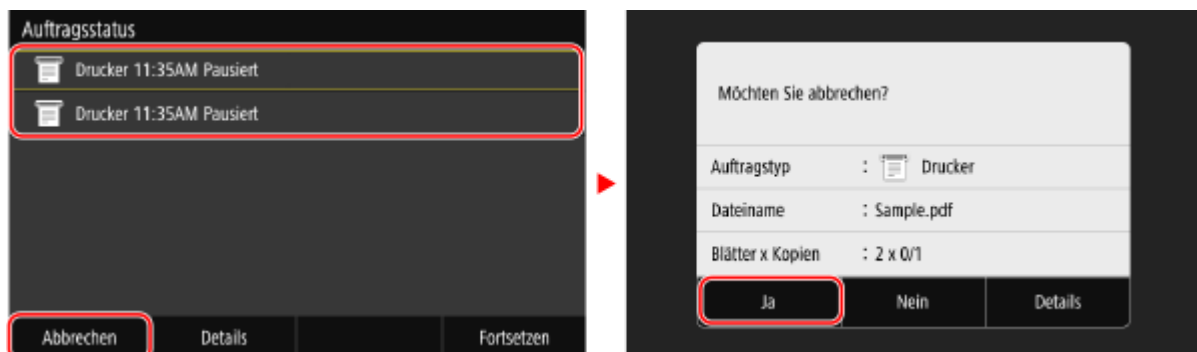 Auftragsstatus
Drucker 11:35AM Pausiert
Drucker 11:35AM Pausiert
Abbrechen Details Fortsetzen
Möchten Sie abbrechen?
Auftragstyp : Drucker
Dateiname : Sample.pdf
Blätter x Kopien : 2 x 0/1
Ja Nein Details